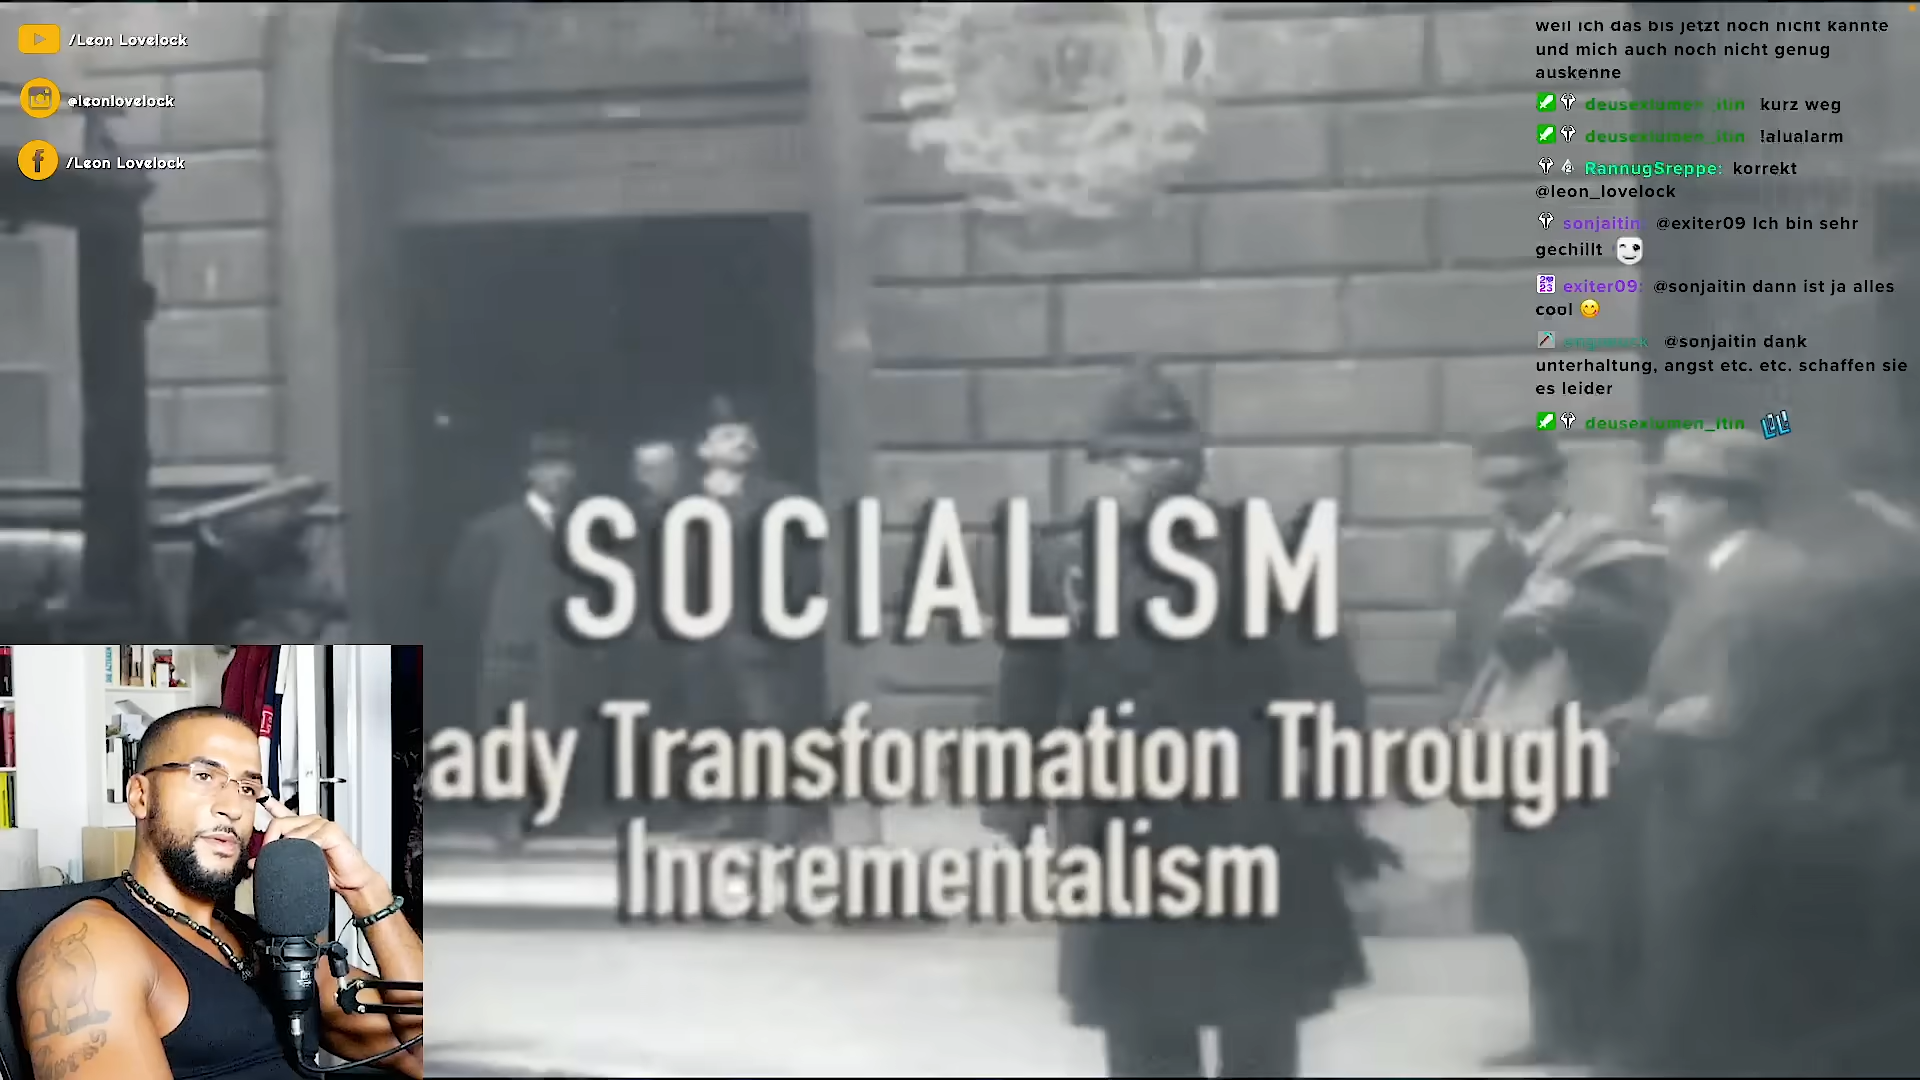 /Leon Lovelock
@leonlovelock
/Leon Lovelock
weil ich das bis jetzt noch nicht kannte
und mich auch noch nicht genug
auskenne
deusexlumen_itin kurz weg
deusexlumen_itin !alualarm
RannugSreppe: korrekt
@leon_lovelock
sonjaitin: @exiter09 Ich bin sehr
gechillt
exiter09: @sonjaitin dann ist ja alles
cool
@sonjaitin dank
unterhaltung, angst etc. etc. schaffen sie
es leider
deusexlumen_itin
SOCIALISM
ady Transformation Through
Incrementalism